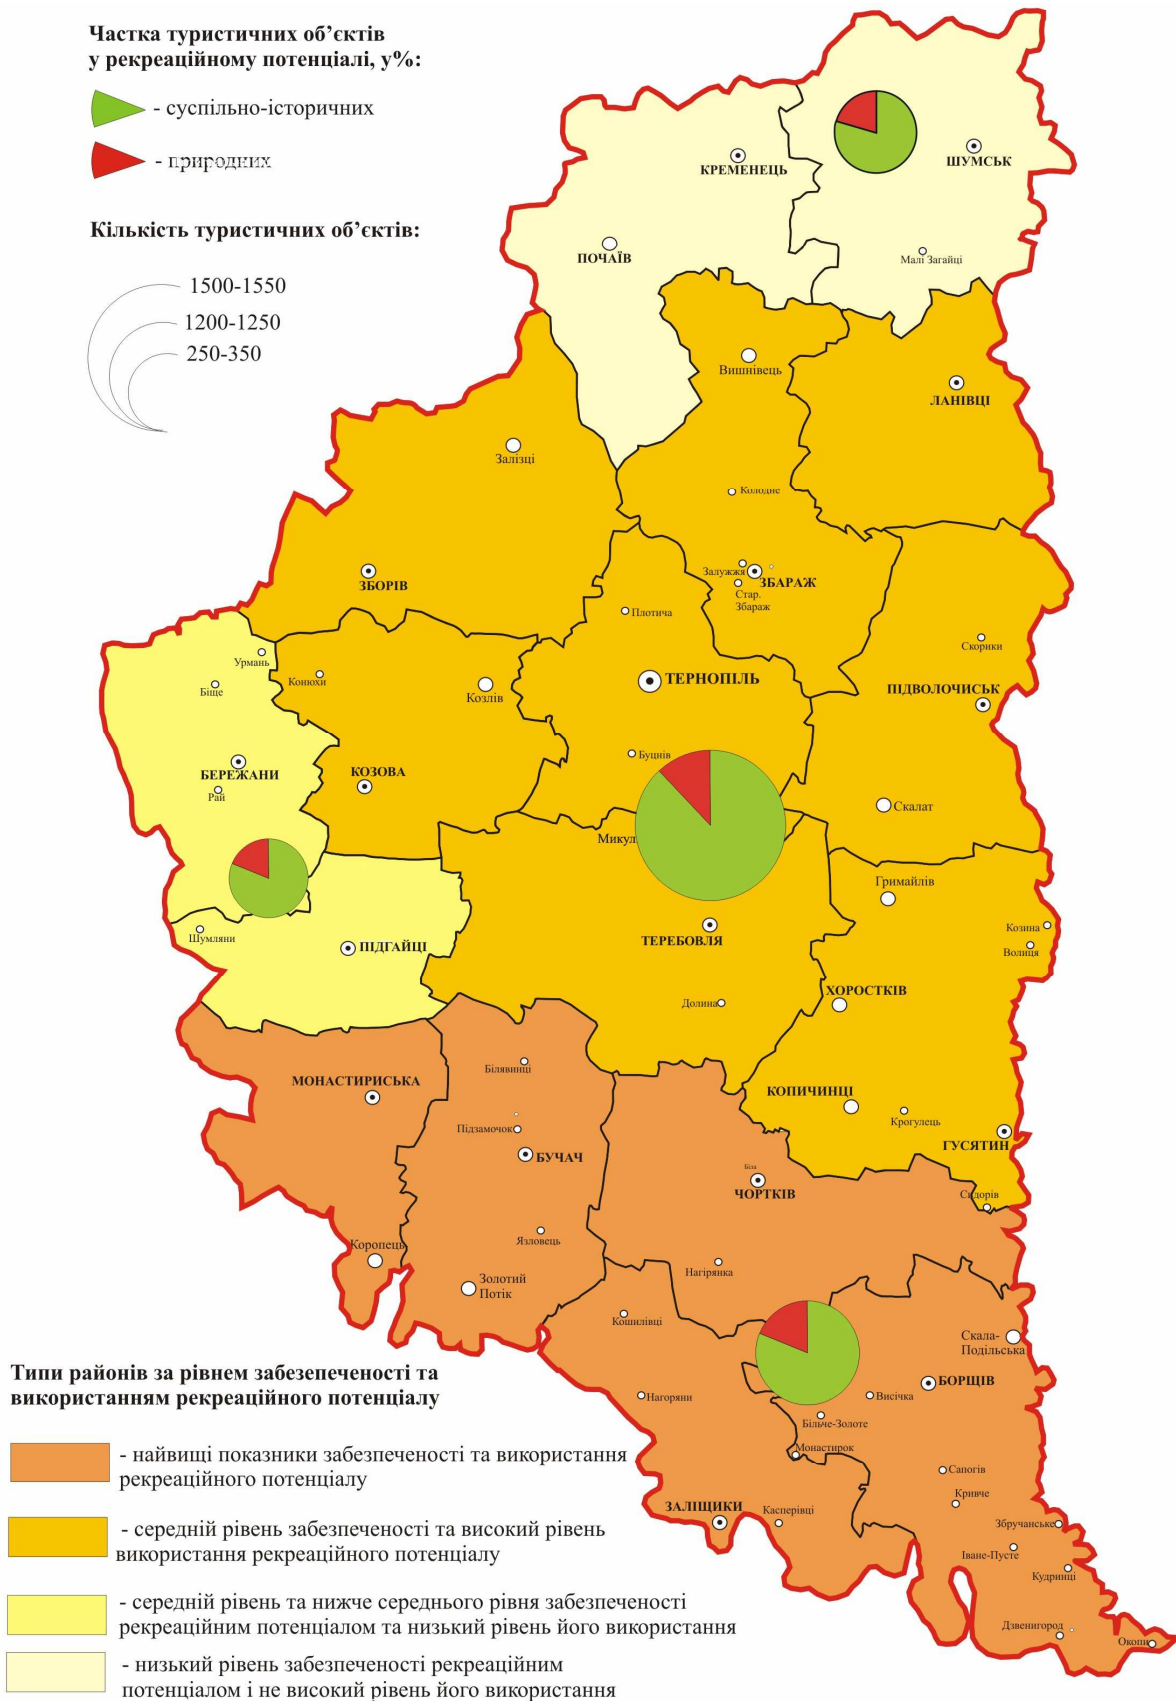 Частка туристичних об’єктів
у рекреаційному потенціалі, у%:
- суспільно-історичних
- природних
Кількість туристичних об’єктів:
1500-1550
1200-1250
250-350
КРЕМЕНЕЦЬ
ШУМСЬК
ПОЧАЇВ
Малі Загайці
Вишнівець
ЛАНІВЦІ
Залізці
Колодне
ЗБОРІВ
Залужжя
ЗБАРАЖ
Стар.
Збараж
Плотича
Скорики
Урмань
Біще
Конюхи
Козлів
ТЕРНОПІЛЬ
ПІДВОЛОЧИСЬК
Буцнів
БЕРЕЖАНИ
КОЗОВА
Рай
Скалат
Микул
Гримайлів
Шумляни
ПІДГАЙЦІ
ТЕРЕБОВЛЯ
Козина
Волиця
Долина
ХОРОСТКІВ
Білявинці
МОНАСТИРИСЬКА
КОПИЧИНЦІ
Крогулець
Підзамочок
ГУСЯТИН
БУЧАЧ
Біла
ЧОРТКІВ
Сидорів
Язловець
Коропець
Нагірянка
Золотий
Потік
Кошилівці
Скала-
Подільська
Типи районів за рівнем забезепеченості та
використанням рекреаційного потенціалу
БОРЩІВ
Нагоряни
Висічка
Більче-Золоте
Монастирок
- найвищі показники забезпеченості та використання
рекреаційного потенціалу
Сапогів
Кривче
ЗАЛІЩИКИ
Касперівці
Збручанське
- середній рівень забезпеченості та високий рівень
використання рекреаційного потенціалу
Іване-Пусте
Кудринці
- середній рівень та нижче середнього рівня забезпеченості
рекреаційним потенціалом та низький рівень його використання
Дзвенигород
Окопи
- низький рівень забезпеченості рекреаційним
потенціалом і не високий рівень його використання